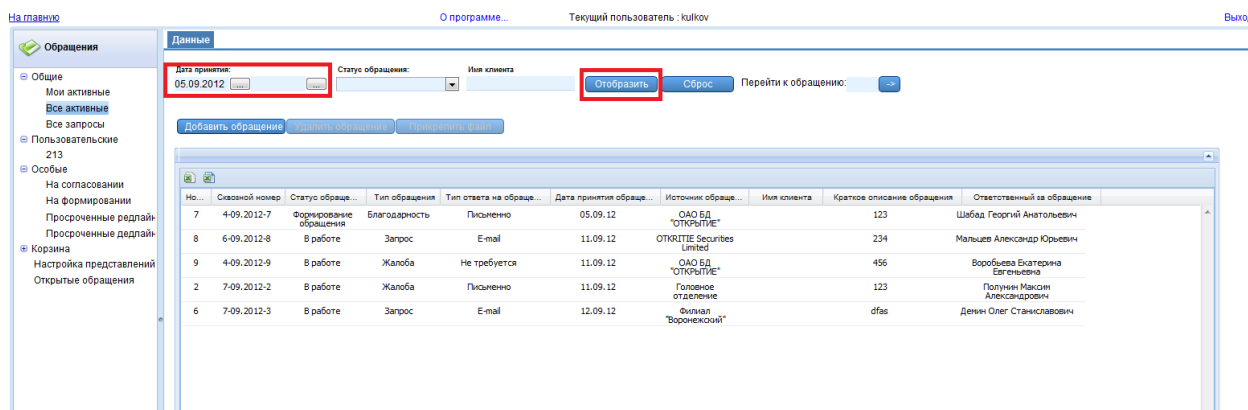 На главную О программе... Текущий пользователь : kulkov Выход
Обращения
Общие
Мои активные
Все активные
Все запросы
Пользовательские
213
Особые
На согласовании
На формировании
Просроченные редлайн
Просроченные дедлайн
Корзина
Настройка представлений
Открытые обращения
Данные
Дата принятия: Статус обращения: Имя клиента
05.09.2012 ... ... Отобразить Сброс Перейти к обращению: ->
Добавить обращение Удалить обращение Прикрепить файл
Но... Сквозной номер Статус обраще... Тип обращения Тип ответа на обраще... Дата принятия обраще... Источник обраще... Имя клиента Краткое описание обращения Ответственный за обращение
7 4-09.2012-7 Формирование обращения Благодарность Письменно 05.09.12 ОАО БД "ОТКРЫТИЕ" 123 Шабад Георгий Анатольевич
8 6-09.2012-8 В работе Запрос E-mail 11.09.12 OTKRITIE Securities Limited 234 Мальцев Александр Юрьевич
9 4-09.2012-9 В работе Жалоба Не требуется 11.09.12 ОАО БД "ОТКРЫТИЕ" 456 Воробьева Екатерина Евгеньевна
2 7-09.2012-2 В работе Жалоба Письменно 11.09.12 Головное отделение 123 Полунин Максим Александрович
6 7-09.2012-3 В работе Запрос E-mail 12.09.12 Филиал "Воронежский" dfas Денин Олег Станиславович